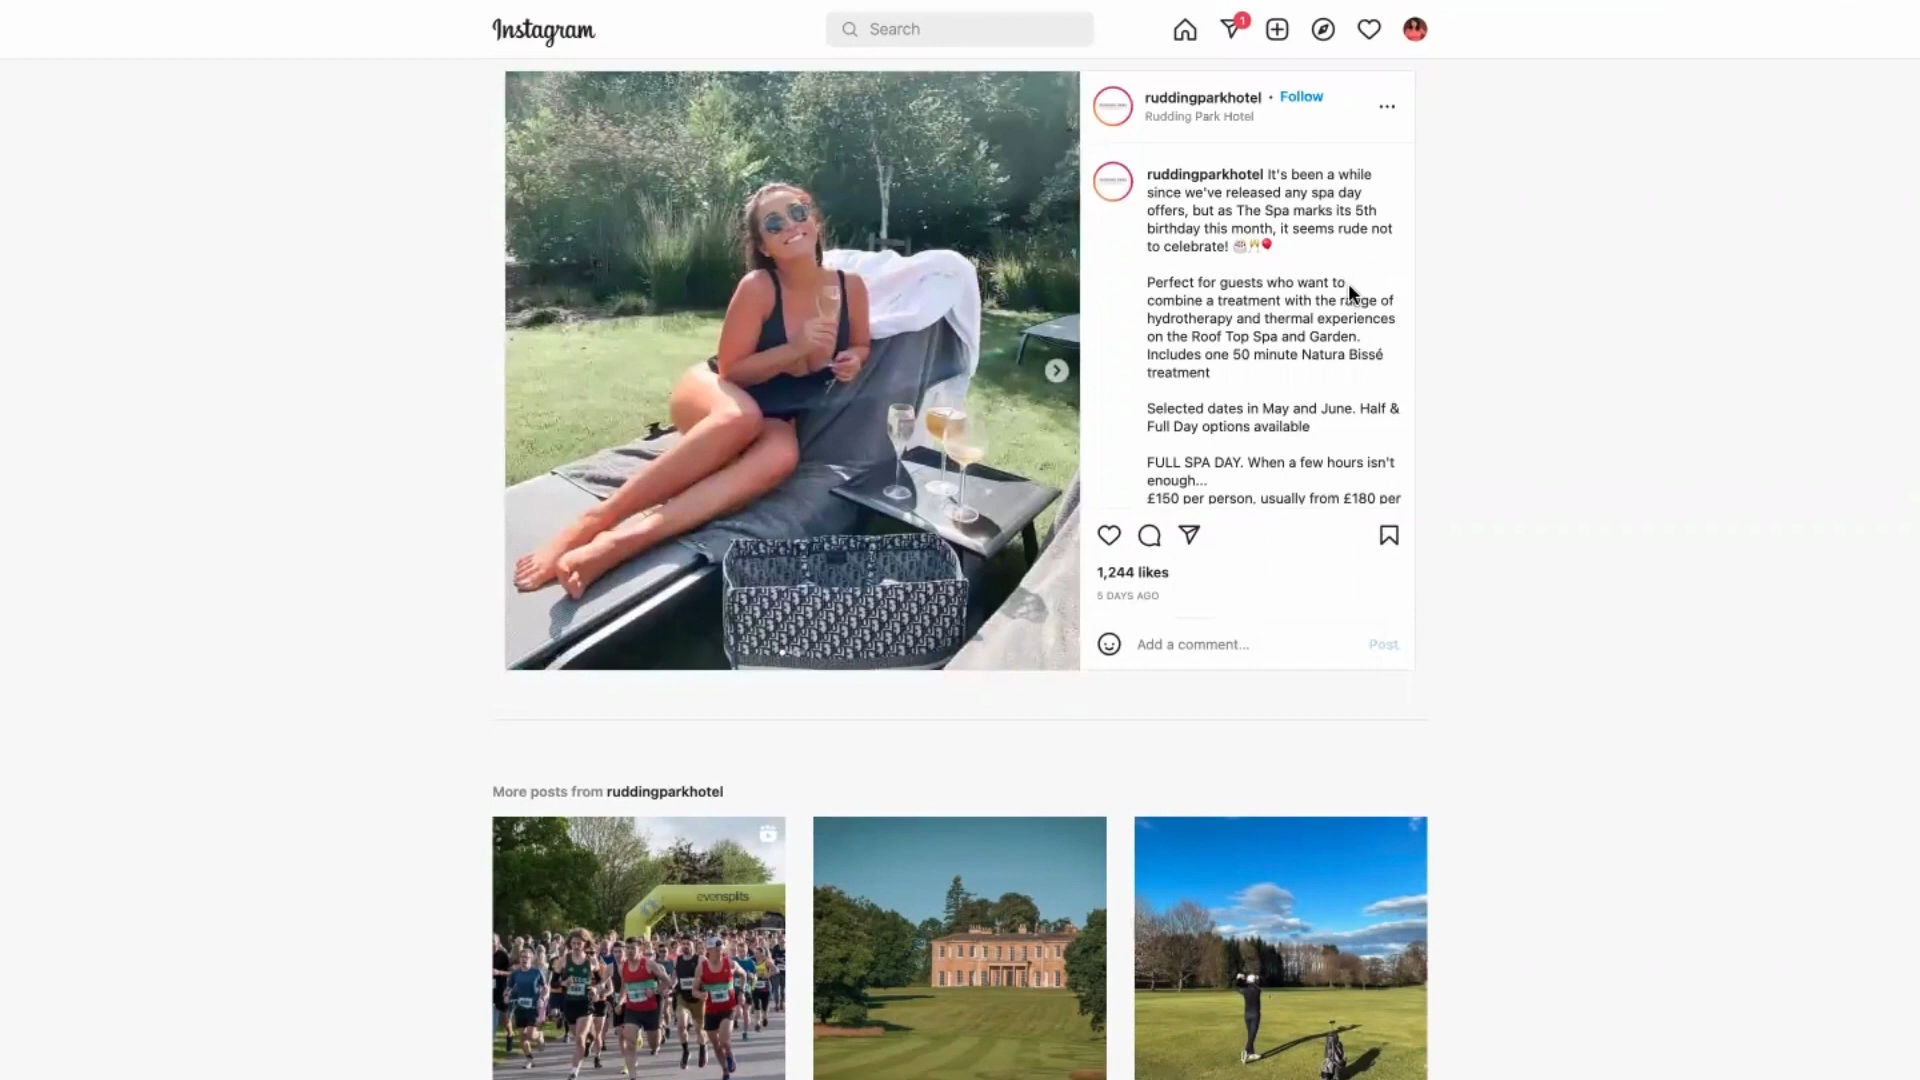 Instagram
Search
1
ruddingparkhotel • Follow
Rudding Park Hotel
ruddingparkhotel It's been a while
since we've released any spa day
offers, but as The Spa marks its 5th
birthday this month, it seems rude not
to celebrate! 🎂🥂🎈
Perfect for guests who want to
combine a treatment with the range of
hydrotherapy and thermal experiences
on the Roof Top Spa and Garden.
Includes one 50 minute Natura Bissé
treatment
Selected dates in May and June. Half &
Full Day options available
FULL SPA DAY. When a few hours isn't
enough...
£150 per person, usually from £180 per
1,244 likes
5 DAYS AGO
Add a comment... Post
More posts from ruddingparkhotel
evensplits